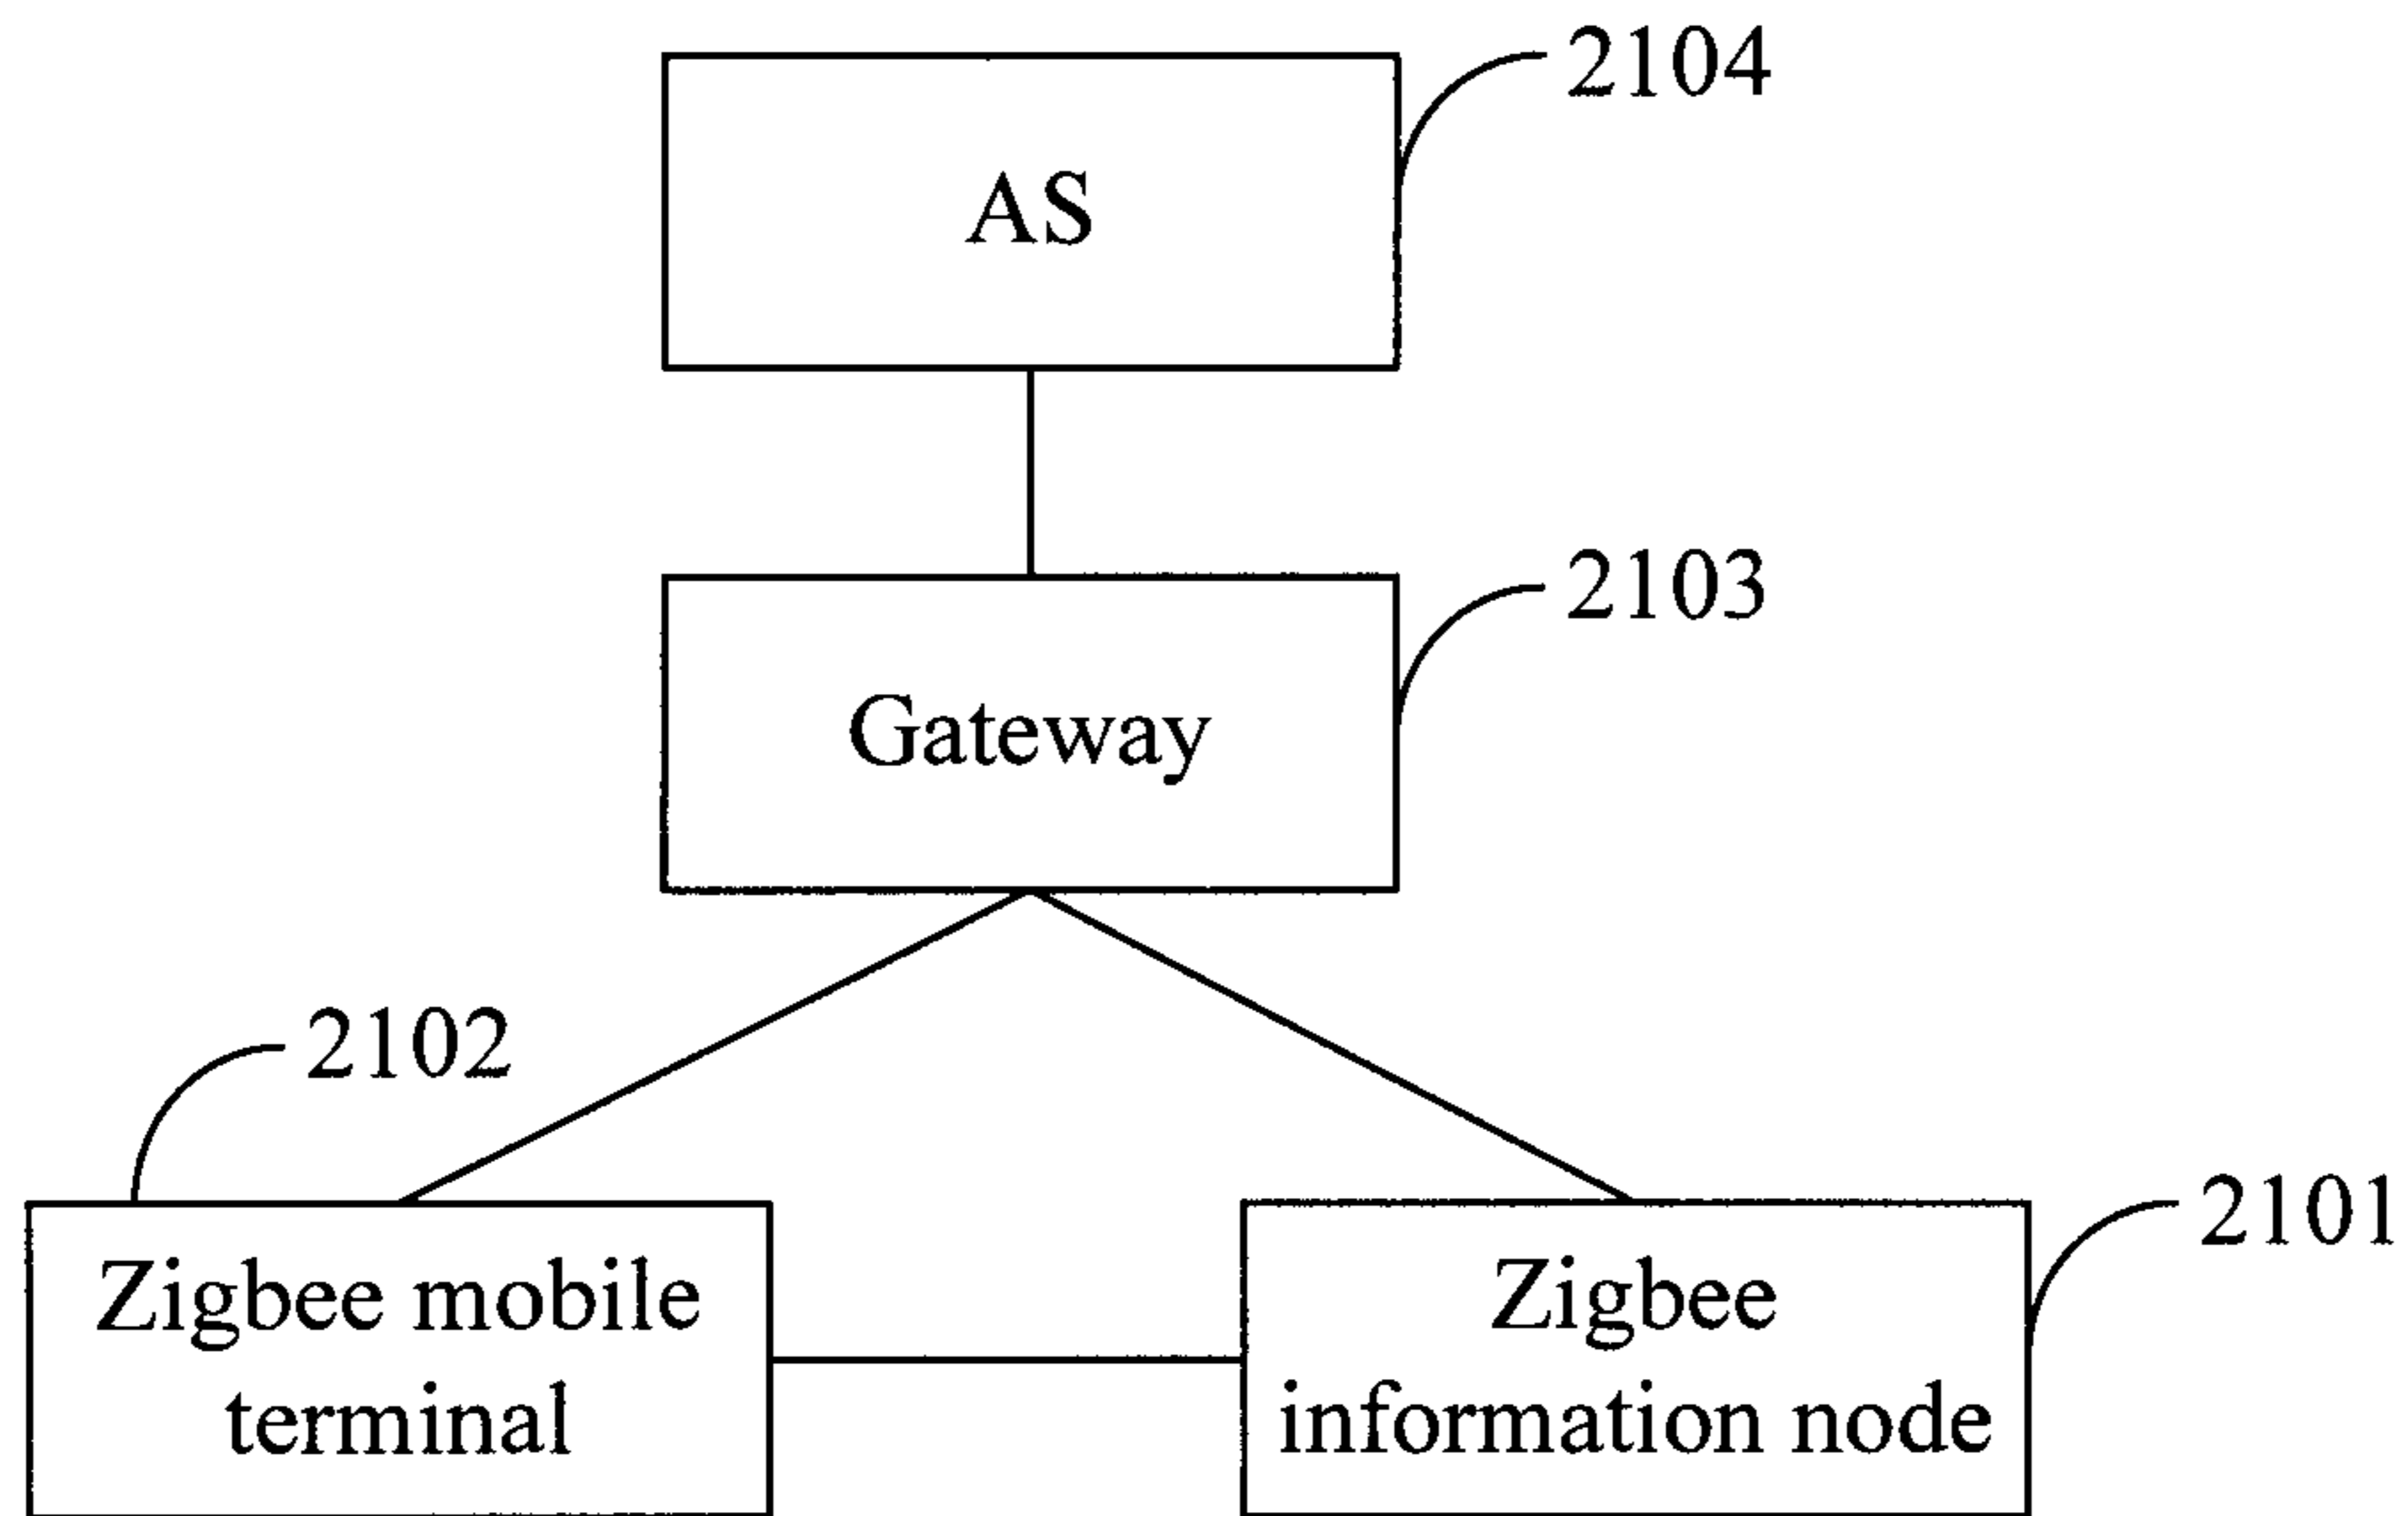 2104
AS
2103
Gateway
2102
2101
Zigbee mobile
terminal
Zigbee
information node